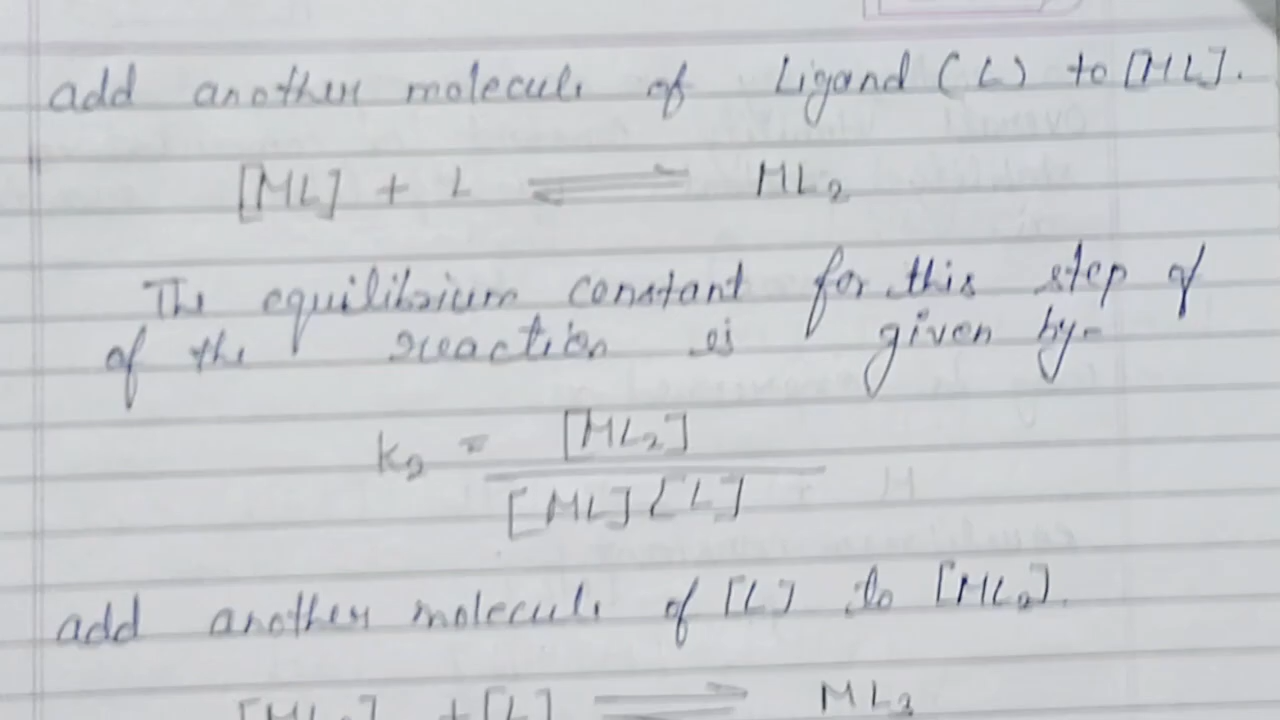 add another molecule of Ligand (L) to [ML].
[ML] + L ⇌ ML₂
The equilibrium constant for this step of
of the reaction is given by-
K₂ = [ML₂]
[ML][L]
add another molecule of [L] to [ML₂].
[ML₂] + [L] ⇌ ML₃